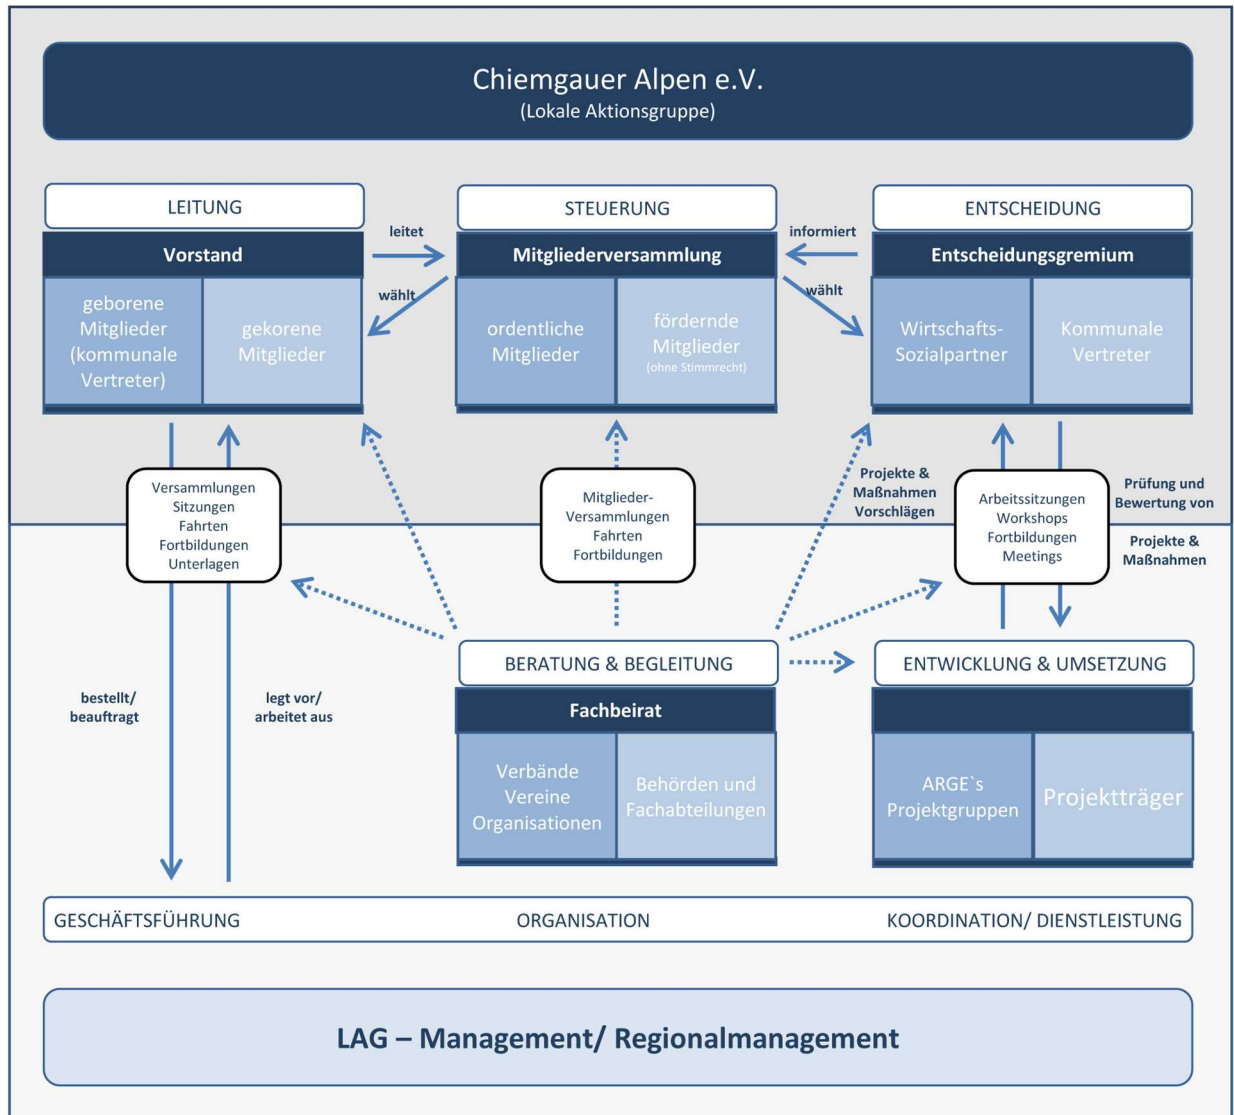 Chiemgauer Alpen e.V.
(Lokale Aktionsgruppe)
LEITUNG
STEUERUNG
ENTSCHEIDUNG
Vorstand
leitet
Mitgliederversammlung
informiert
Entscheidungsgremium
geborene
Mitglieder
(kommunale
Vertreter)
gekorene
Mitglieder
wählt
ordentliche
Mitglieder
fördernde
Mitglieder
(ohne Stimmrecht)
wählt
Wirtschafts-
Sozialpartner
Kommunale
Vertreter
Versammlungen
Sitzungen
Fahrten
Fortbildungen
Unterlagen
Mitglieder-
Versammlungen
Fahrten
Fortbildungen
Projekte &
Maßnahmen
Vorschlägen
Arbeitssitzungen
Workshops
Fortbildungen
Meetings
Prüfung und
Bewertung von
Projekte &
Maßnahmen
bestellt/
beauftragt
legt vor/
arbeitet aus
BERATUNG & BEGLEITUNG
Fachbeirat
Verbände
Vereine
Organisationen
Behörden und
Fachabteilungen
ENTWICKLUNG & UMSETZUNG
ARGE`s
Projektgruppen
Projektträger
GESCHÄFTSFÜHRUNG
ORGANISATION
KOORDINATION/ DIENSTLEISTUNG
LAG – Management/ Regionalmanagement